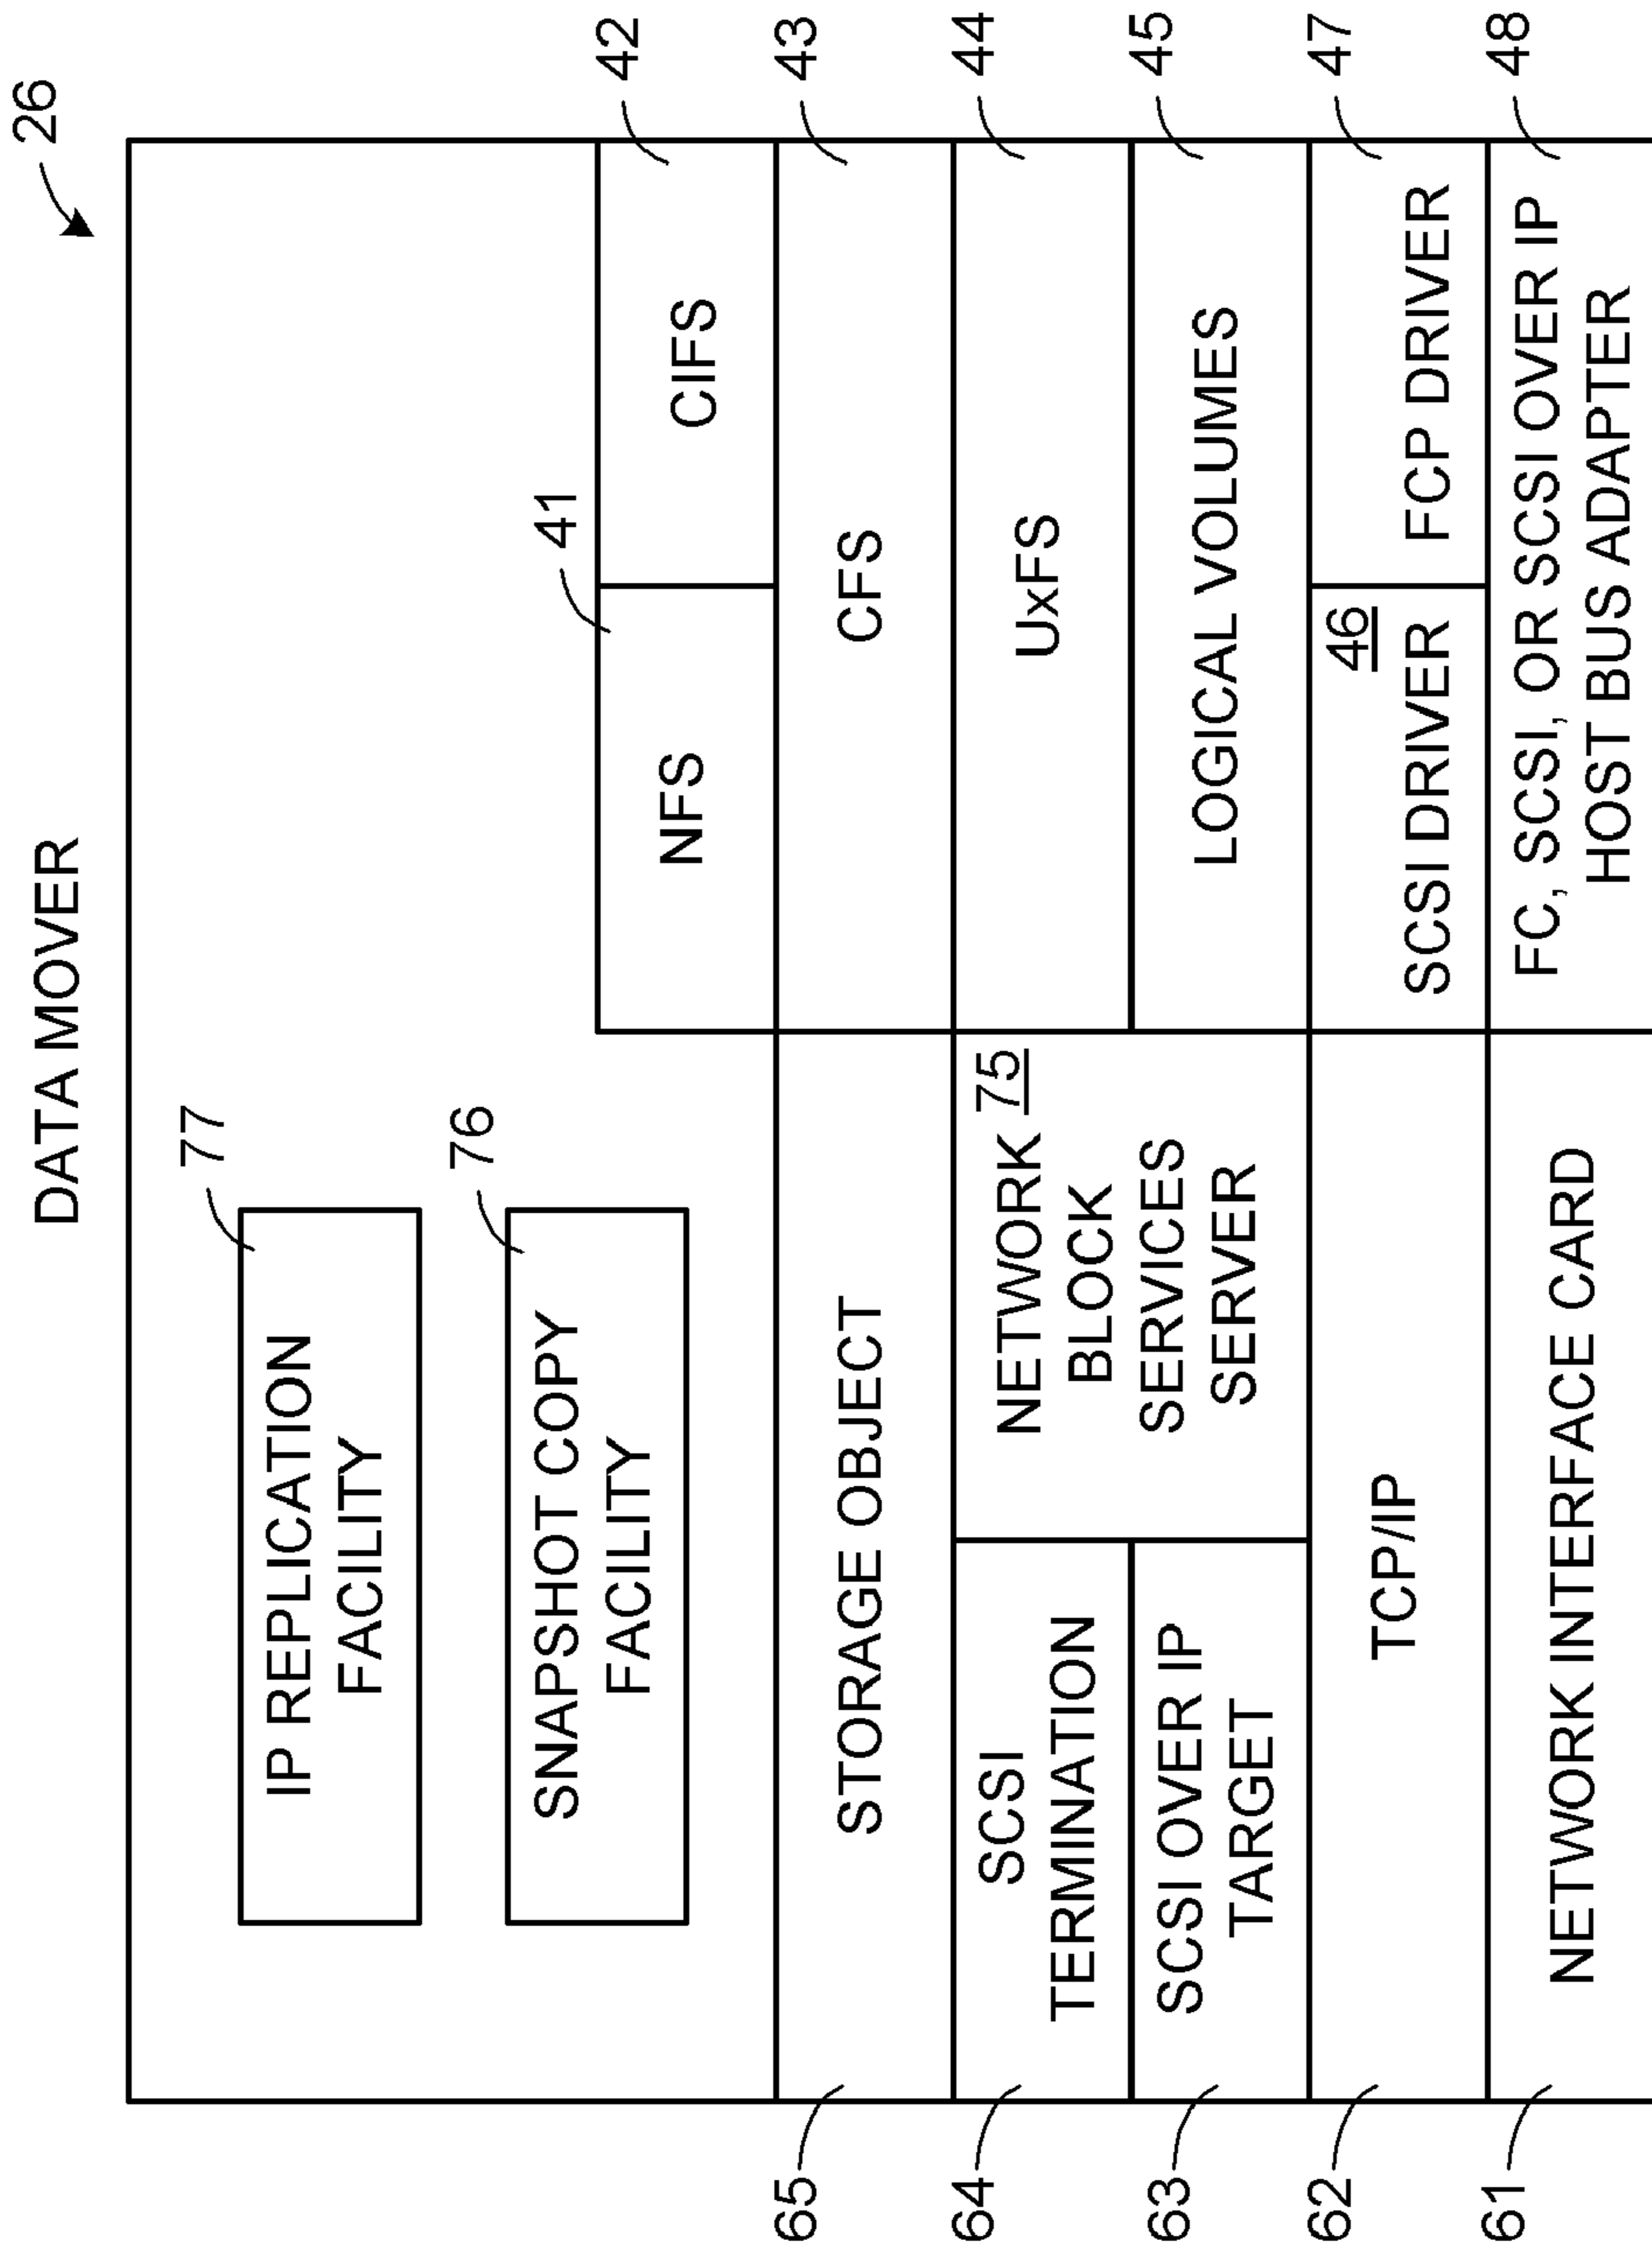 DATA MOVER
26
77
IP REPLICATION
FACILITY
76
SNAPSHOT COPY
FACILITY
41
42
NFS
CIFS
65
STORAGE OBJECT
CFS
43
64
SCSI
TERMINATION
NETWORK 75
BLOCK
SERVICES
SERVER
UxFS
44
63
SCSI OVER IP
TARGET
LOGICAL VOLUMES
45
62
TCP/IP
46
SCSI DRIVER
FCP DRIVER
47
61
NETWORK INTERFACE CARD
FC, SCSI, OR SCSI OVER IP
HOST BUS ADAPTER
48